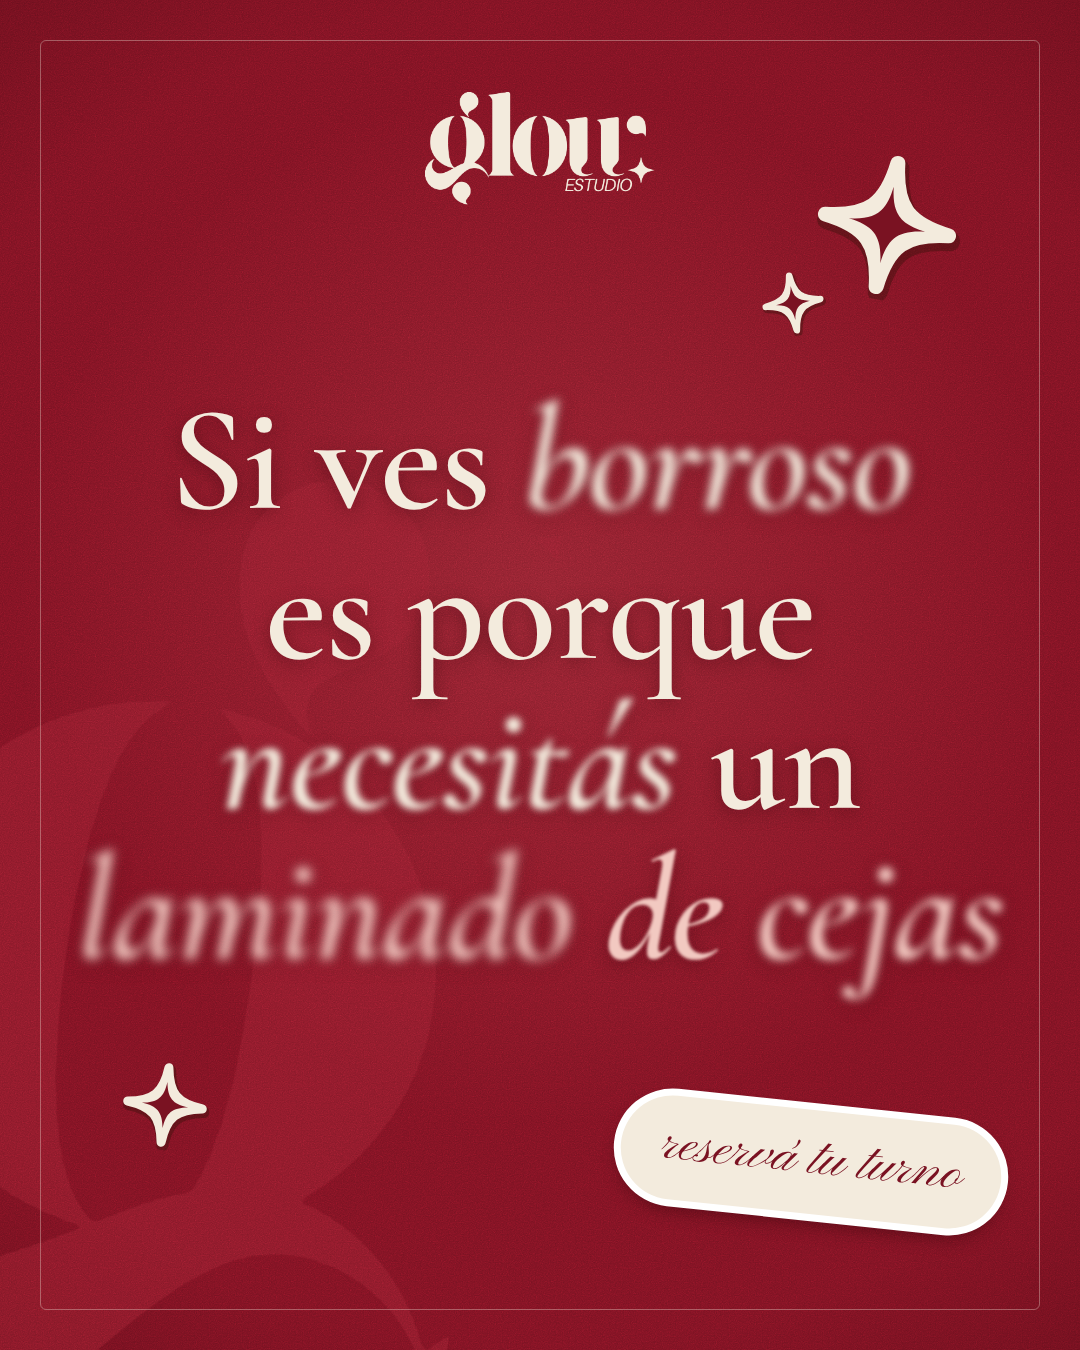 glow
ESTUDIO
Si ves borroso
es porque
necesitás un
laminado de cejas
reservá tu turno